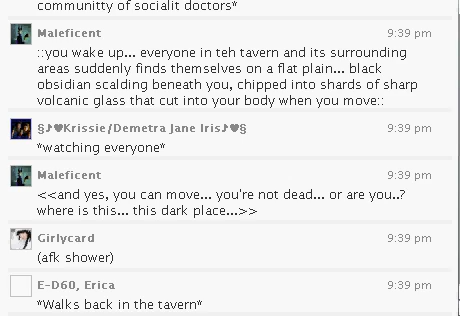 communitty of socialit doctors*
Maleficent 9:39 pm
::you wake up... everyone in teh tavern and its surrounding
areas suddenly finds themselves on a flat plain... black
obsidian scalding beneath you, chipped into shards of sharp
volcanic glass that cut into your body when you move::
§♪♥Krissie/Demetra Jane Iris♪♥§ 9:39 pm
*watching everyone*
Maleficent 9:39 pm
<<and yes, you can move... you're not dead... or are you..?
where is this... this dark place...>>
Girlycard 9:39 pm
(afk shower)
E-D60, Erica 9:39 pm
*Walks back in the tavern*